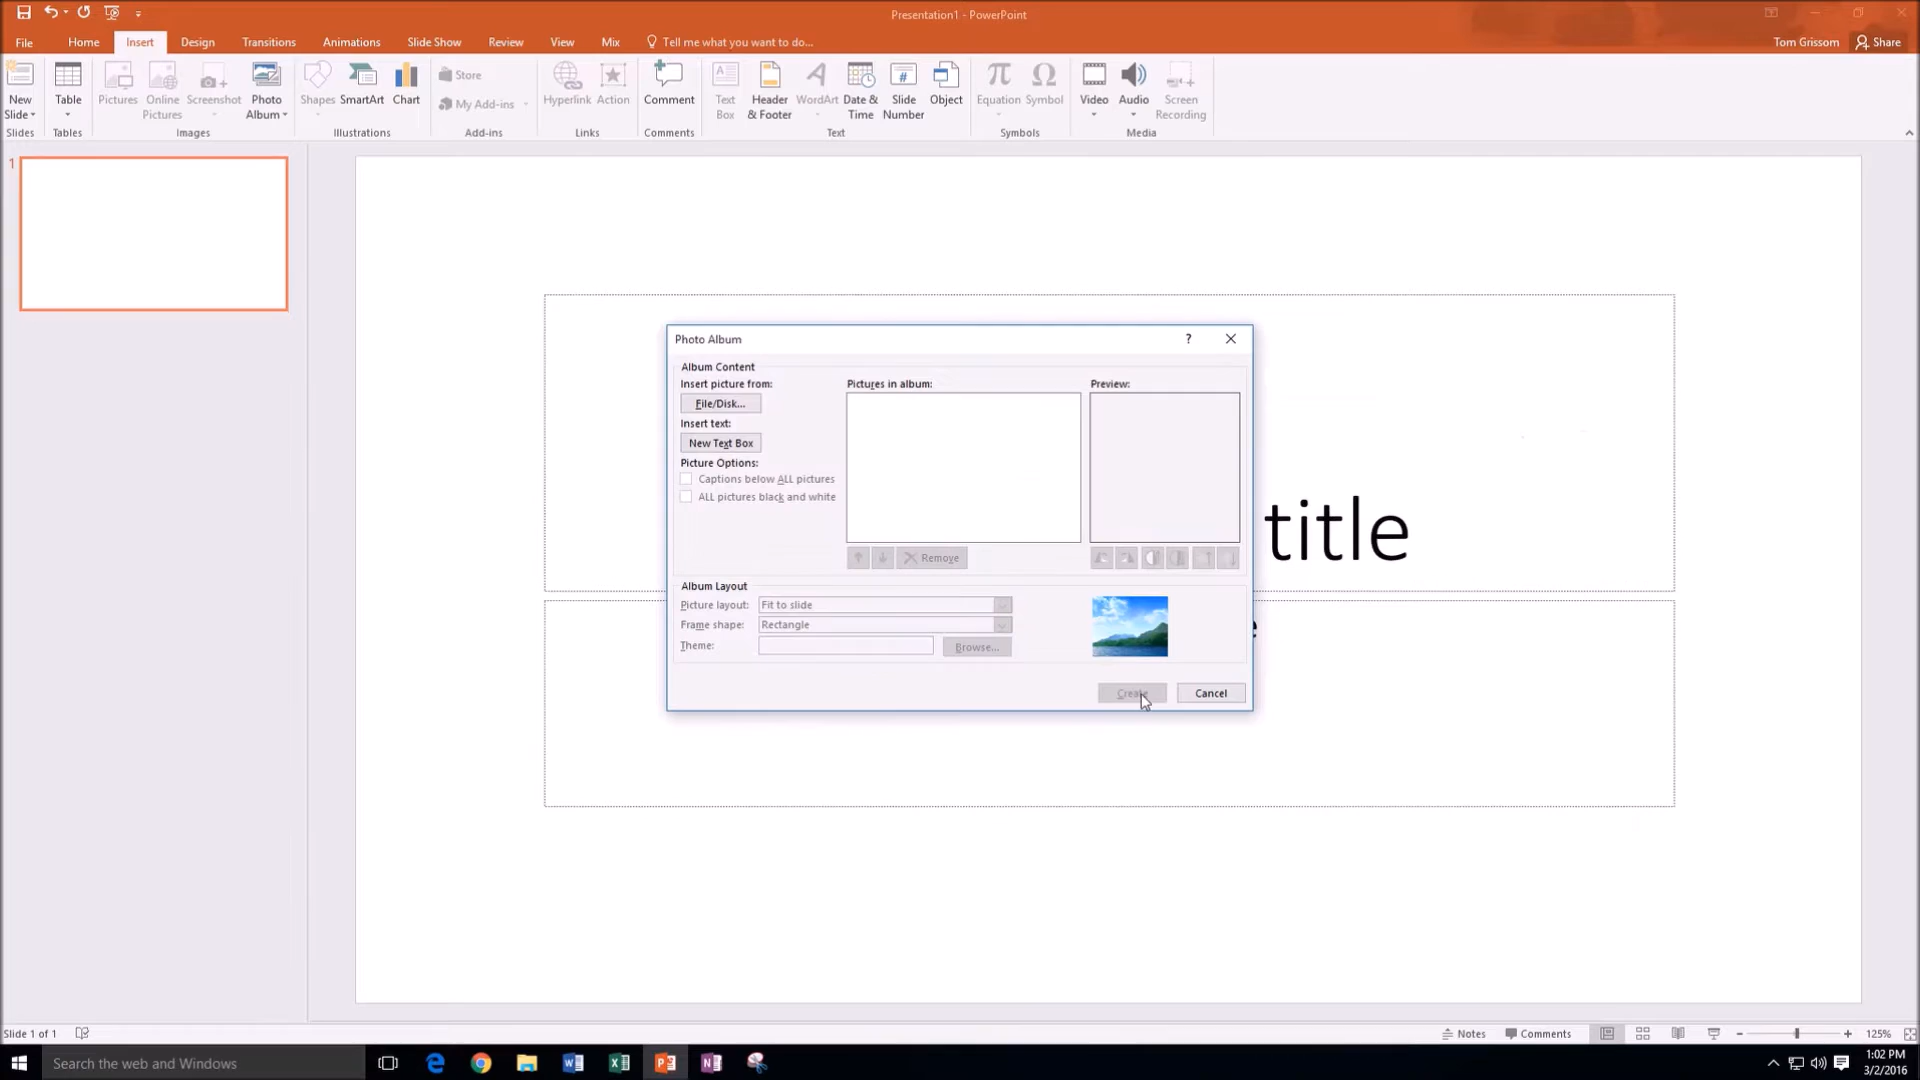 Presentation1 - PowerPoint
File Home Insert Design Transitions Animations Slide Show Review View Mix Tell me what you want to do... Tom Grissom Share
New Slide
Table
Pictures
Online Pictures
Screenshot
Photo Album
Shapes
SmartArt
Chart
Store
My Add-ins
Hyperlink
Action
Comment
Text Box
Header & Footer
WordArt
Date & Time
Slide Number
Object
Equation
Symbol
Video
Audio
Screen Recording
Slides Tables Images Illustrations Add-ins Links Comments Text Symbols Media
1
title
Photo Album ?
Album Content
Insert picture from:
File/Disk...
Insert text:
New Text Box
Picture Options:
Captions below ALL pictures
ALL pictures black and white
Pictures in album:
Preview:
Remove
Album Layout
Picture layout: Fit to slide
Frame shape: Rectangle
Theme: Browse...
Create Cancel
Slide 1 of 1 Notes Comments 125%
Search the web and Windows
1:02 PM
3/2/2016